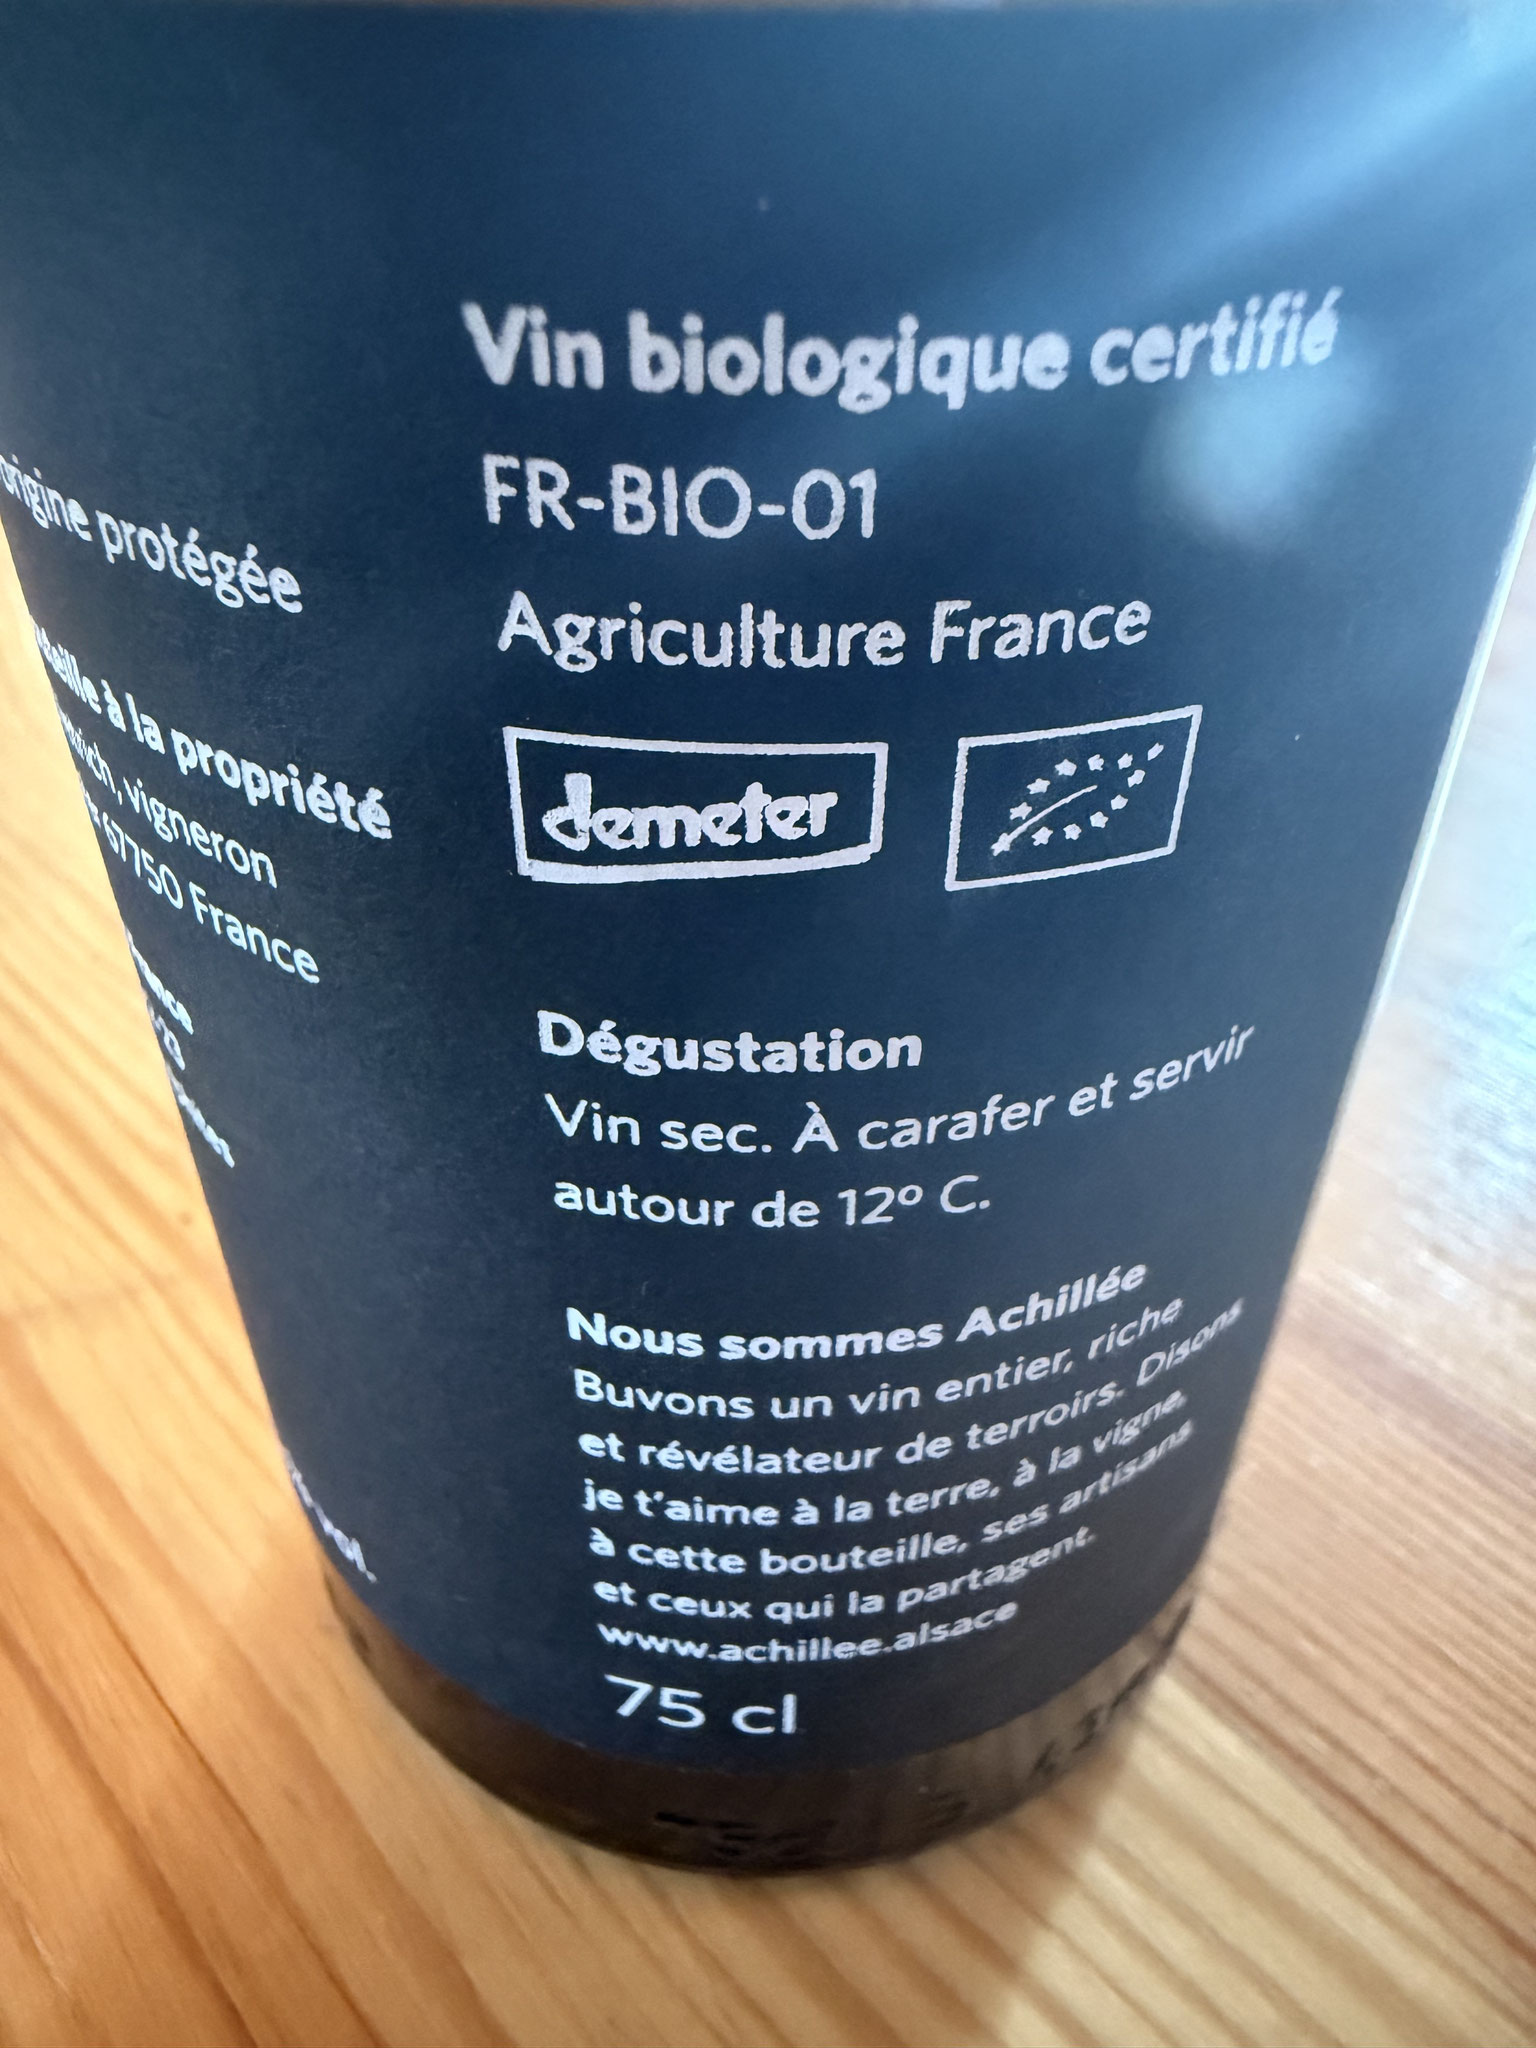 origine protégée
à la propriété
vigneron
67750 France
Vin biologique certifié
FR-BIO-01
Agriculture France
demeter
Dégustation
Vin sec. À carafer et servir
autour de 12º C.
Nous sommes Achillée
Buvons un vin entier, riche
et révélateur de terroirs. Disons
je t'aime à la terre, à la vigne,
à cette bouteille, ses artisans
et ceux qui la partagent.
www.achillee.alsace
75 cl